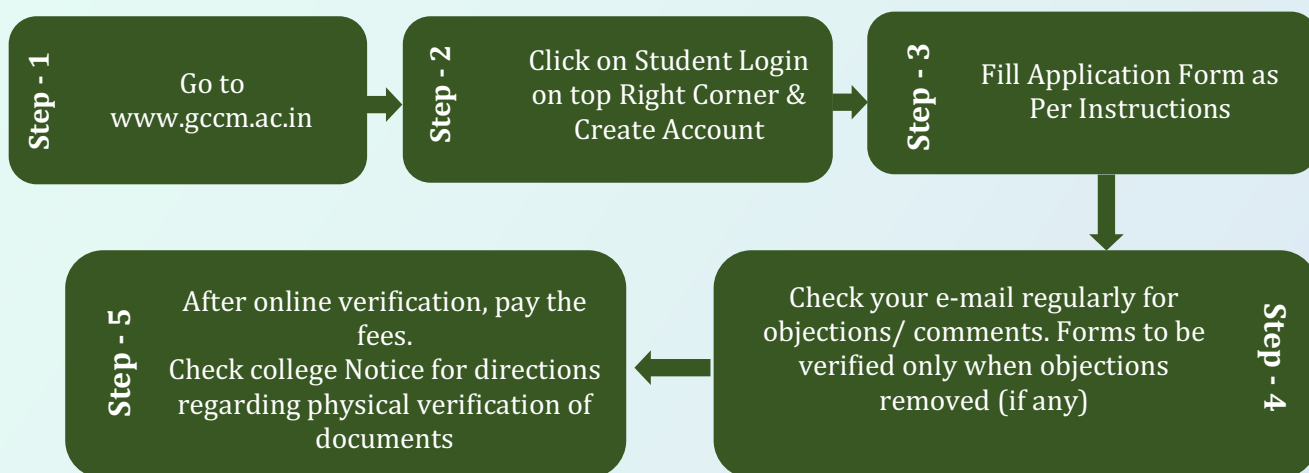 Step - 1
Go to
www.gccm.ac.in
Step - 2
Click on Student Login
on top Right Corner &
Create Account
Step - 3
Fill Application Form as
Per Instructions
Step - 4
Check your e-mail regularly for
objections/ comments. Forms to be
verified only when objections
removed (if any)
Step - 5
After online verification, pay the
fees.
Check college Notice for directions
regarding physical verification of
documents